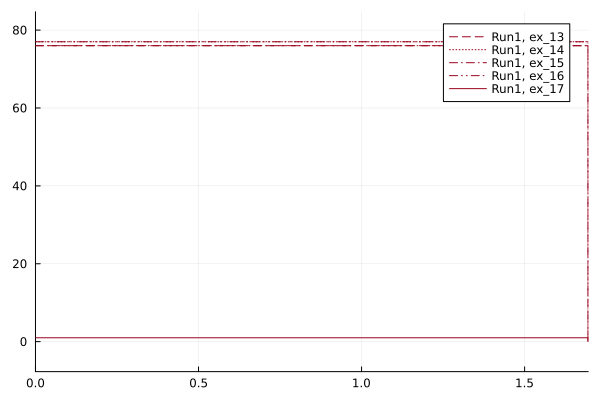 80
60
40
20
0
0.0 0.5 1.0 1.5
Run1, ex_13
Run1, ex_14
Run1, ex_15
Run1, ex_16
Run1, ex_17